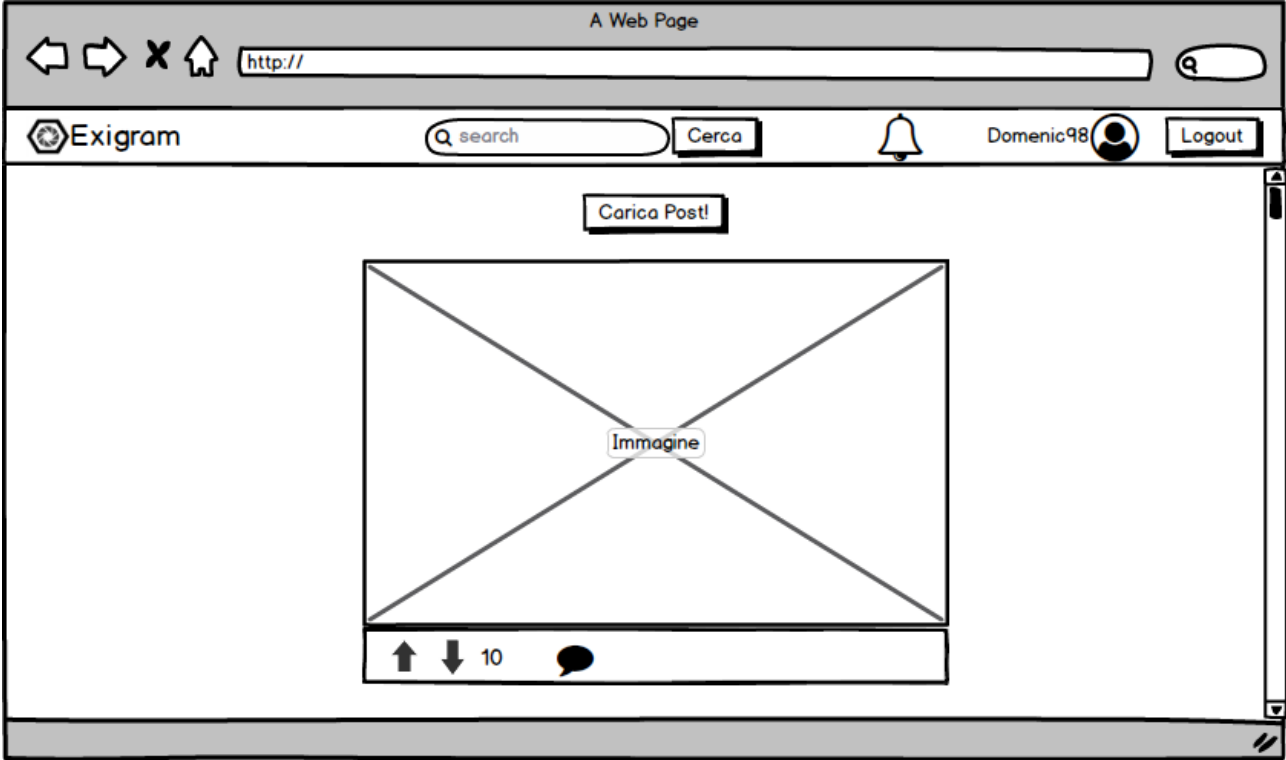 A Web Page
http://
Exigram
search
Cerca
Domenic98
Logout
Carica Post!
Immagine
10